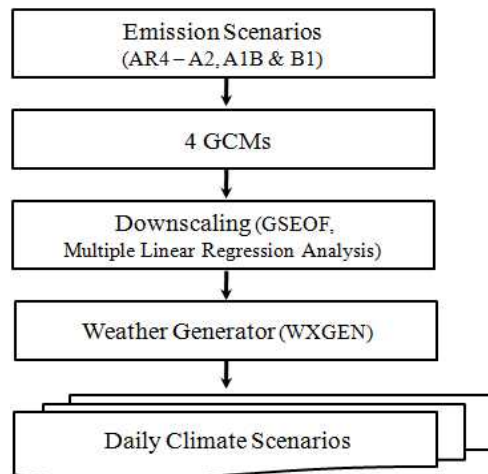 Emission Scenarios
(AR4 – A2, A1B & B1)
4 GCMs
Downscaling (GSEOF,
Multiple Linear Regression Analysis)
Weather Generator (WXGEN)
Daily Climate Scenarios